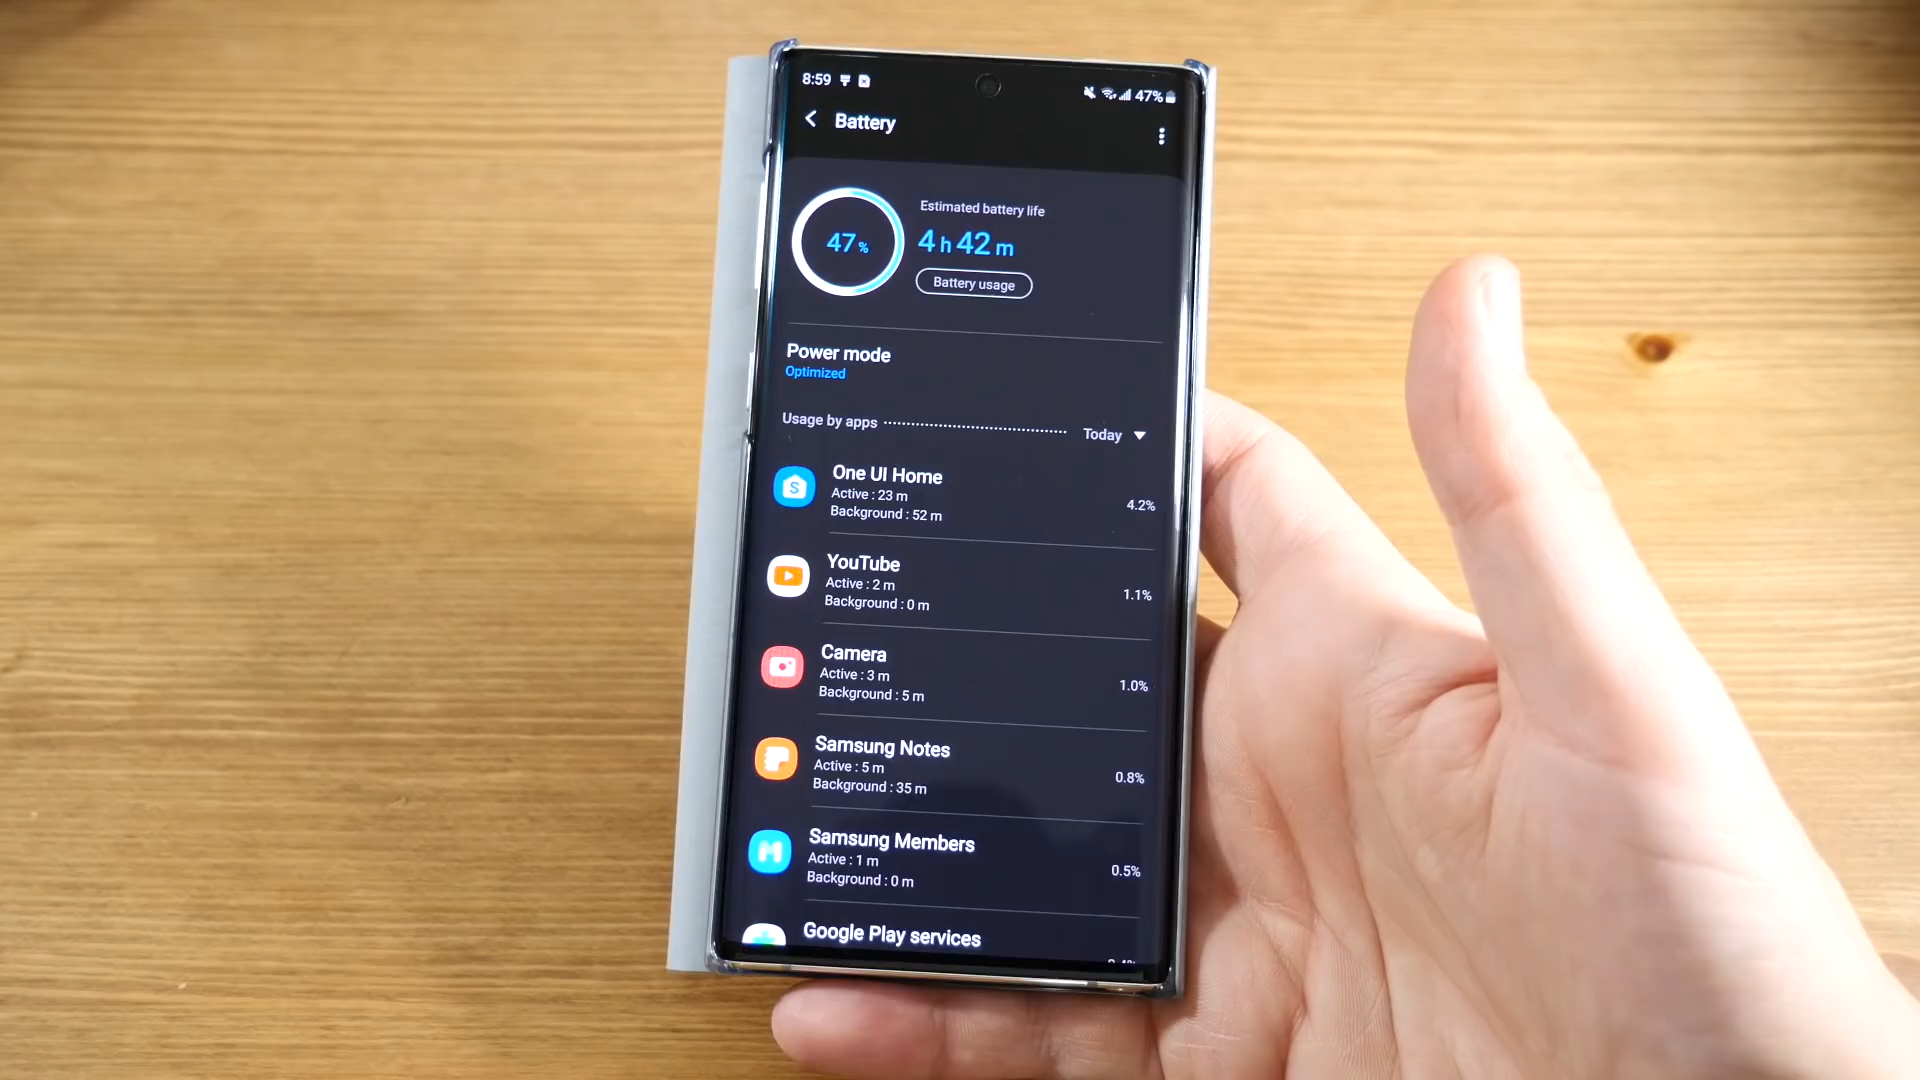 8:59
47%
Battery
47 %
Estimated battery life
4 h 42 m
Battery usage
Power mode
Optimized
Usage by apps
Today
One UI Home
Active : 23 m
Background : 52 m
4.2%
YouTube
Active : 2 m
Background : 0 m
1.1%
Camera
Active : 3 m
Background : 5 m
1.0%
Samsung Notes
Active : 5 m
Background : 35 m
0.8%
Samsung Members
Active : 1 m
Background : 0 m
0.5%
Google Play services